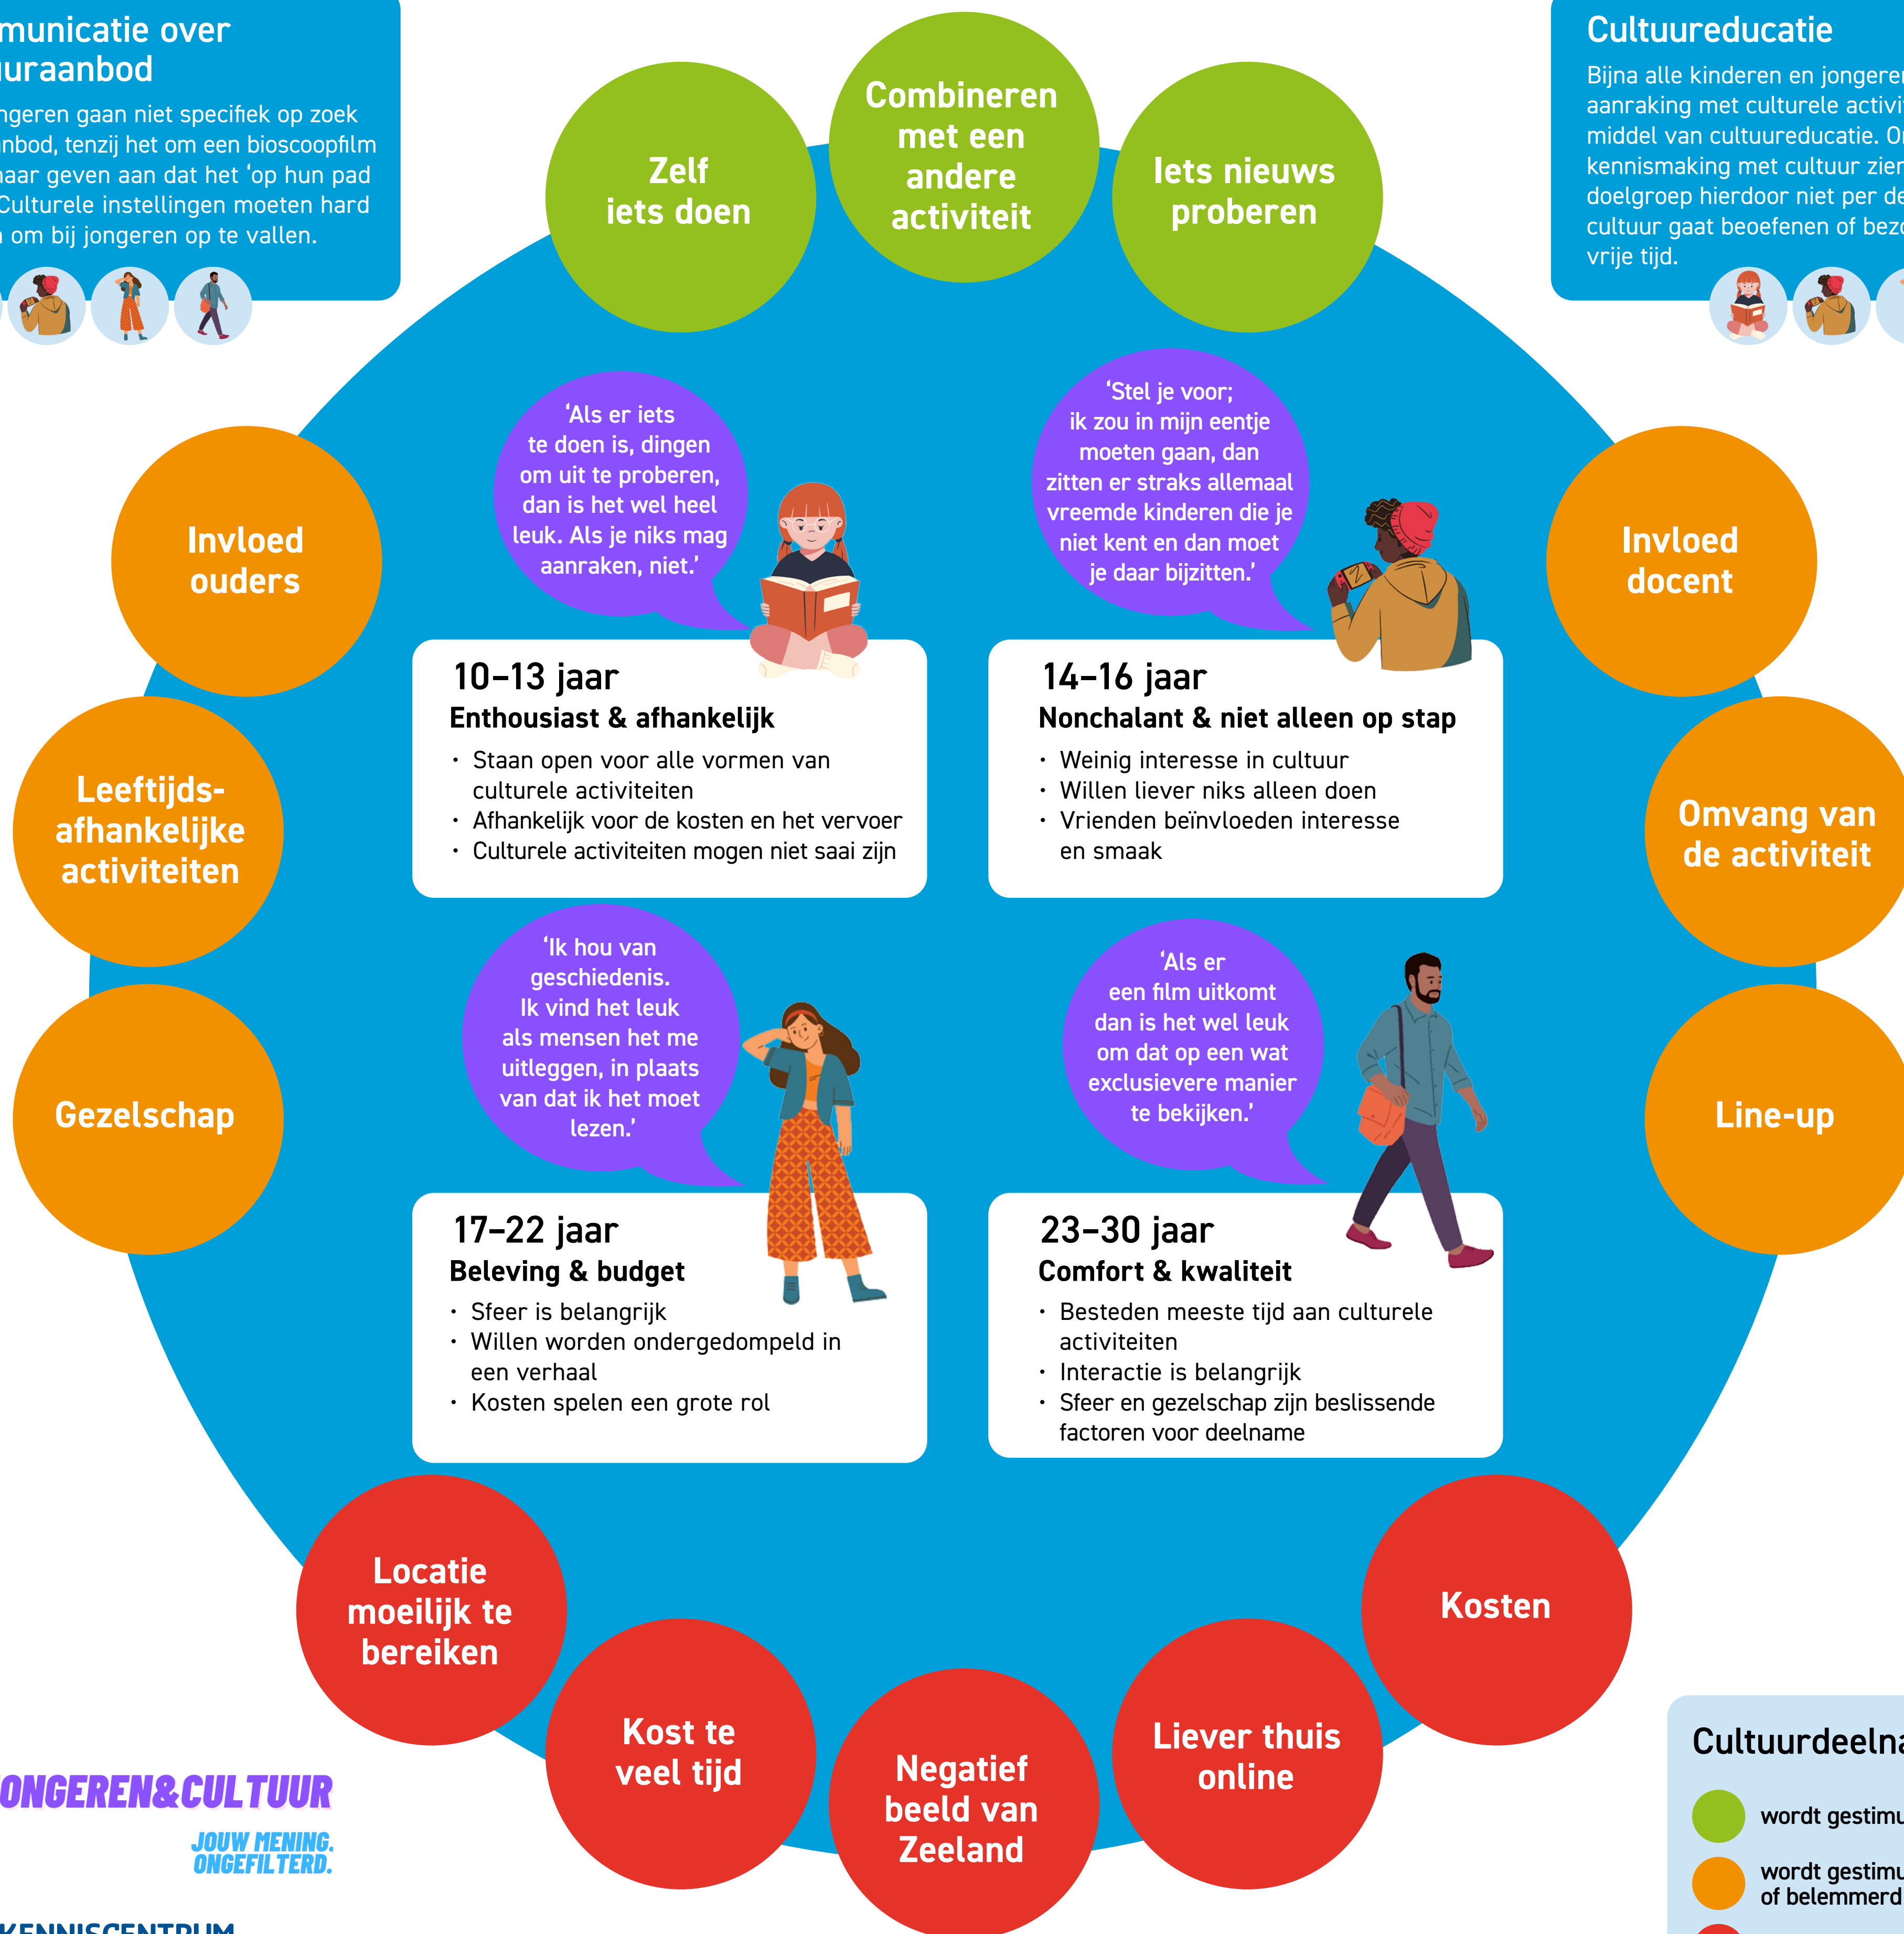 municatie over
uuraanbod
ngeren gaan niet specifiek op zoek
nbod, tenzij het om een bioscoopfilm
naar geven aan dat het ‘op hun pad
Culturele instellingen moeten hard
om bij jongeren op te vallen.
Cultuureducatie
Bijna alle kinderen en jongeren
aanraking met culturele activi
middel van cultuureducatie.
kennismaking met cultuur zien
doelgroep hierdoor niet per de
cultuur gaat beoefenen of bez
vrije tijd.
Zelf
iets doen
Combineren
met een
andere
activiteit
Iets nieuws
proberen
Invloed
ouders
Leeftijds-
afhankelijke
activiteiten
Gezelschap
Invloed
docent
Omvang van
de activiteit
Line-up
‘Als er iets
te doen is, dingen
om uit te proberen,
dan is het wel heel
leuk. Als je niks mag
aanraken, niet.’
10–13 jaar
Enthousiast & afhankelijk
· Staan open voor alle vormen van
culturele activiteiten
· Afhankelijk voor de kosten en het vervoer
· Culturele activiteiten mogen niet saai zijn
‘Stel je voor;
ik zou in mijn eentje
moeten gaan, dan
zitten er straks allemaal
vreemde kinderen die je
niet kent en dan moet
je daar bijzitten.’
14–16 jaar
Nonchalant & niet alleen op stap
· Weinig interesse in cultuur
· Willen liever niks alleen doen
· Vrienden beïnvloeden interesse
en smaak
‘Ik hou van
geschiedenis.
Ik vind het leuk
als mensen het me
uitleggen, in plaats
van dat ik het moet
lezen.’
17–22 jaar
Beleving & budget
· Sfeer is belangrijk
· Willen worden ondergedompeld in
een verhaal
· Kosten spelen een grote rol
‘Als er
een film uitkomt
dan is het wel leuk
om dat op een wat
exclusievere manier
te bekijken.’
23–30 jaar
Comfort & kwaliteit
· Besteden meeste tijd aan culturele
activiteiten
· Interactie is belangrijk
· Sfeer en gezelschap zijn beslissende
factoren voor deelname
Locatie
moeilijk te
bereiken
Kost te
veel tijd
Negatief
beeld van
Zeeland
Liever thuis
online
Kosten
ONGEREN&CULTUUR
JOUW MENING.
ONGEFILTERD.
KENNISCENTRUM
Cultuurdeelna
wordt gestimu
wordt gestimu
of belemmerd